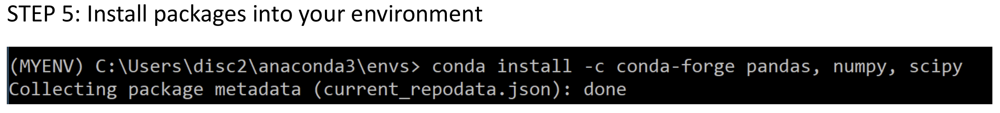 STEP 5: Install packages into your environment
(MYENV) C:\Users\disc2\anaconda3\envs> conda install -c conda-forge pandas, numpy, scipy
Collecting package metadata (current_repodata.json): done